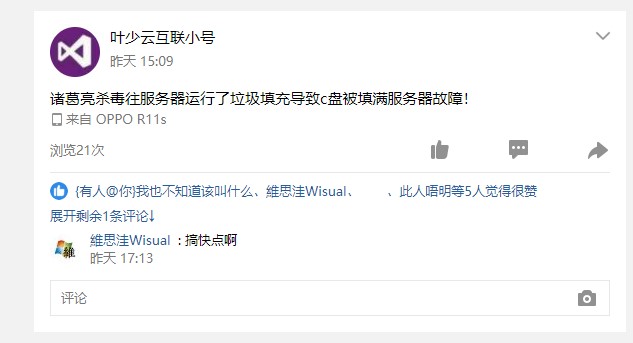 叶少云互联小号
昨天 15:09
诸葛亮杀毒往服务器运行了垃圾填充导致c盘被填满服务器故障！
来自 OPPO R11s
浏览21次
{有人@你}我也不知道该叫什么、維思洼Wisual、 、此人唔明等5人觉得很赞
展开剩余1条评论↓
維思洼Wisual ：搞快点啊
昨天 17:13
评论